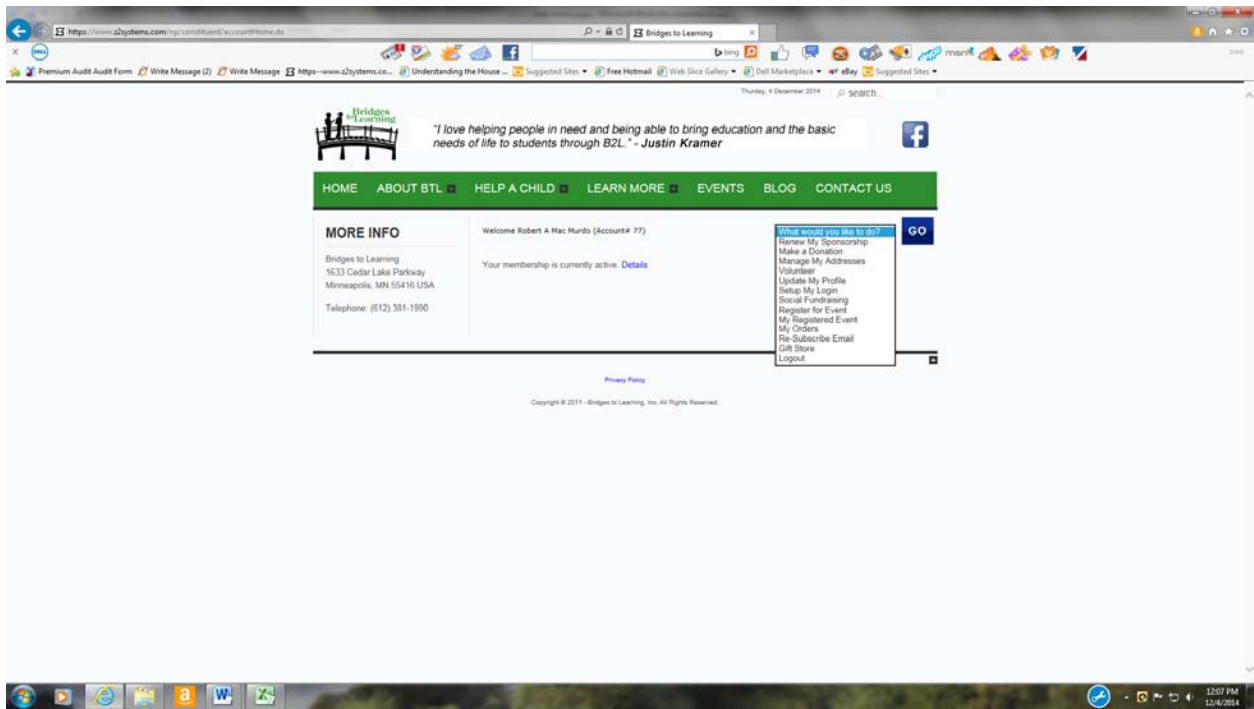 https://www.z2systems.com/np/constituent/accountHome.do
Bridges to Learning
bing
msn
Premium Audit Audit Form
Write Message (2)
Write Message
https--www.z2systems.co...
Understanding the House ...
Suggested Sites
Free Hotmail
Web Slice Gallery
Dell Marketplace
eBay
Suggested Sites
Thursday, 4 December 2014
search...
Bridges
to Learning
"I love helping people in need and being able to bring education and the basic
needs of life to students through B2L." - Justin Kramer
HOME ABOUT BTL HELP A CHILD LEARN MORE EVENTS BLOG CONTACT US
MORE INFO
Bridges to Learning
1633 Cedar Lake Parkway
Minneapolis, MN 55416 USA
Telephone: (612) 381-1990
Welcome Robert A Mac Murdo (Account# 77)
Your membership is currently active. Details
What would you like to do?
Renew My Sponsorship
Make a Donation
Manage My Addresses
Volunteer
Update My Profile
Setup My Login
Social Fundraising
Register for Event
My Registered Event
My Orders
Re-Subscribe Email
Gift Store
Logout
GO
Privacy Policy
Copyright © 2011 - Bridges to Learning, Inc. All Rights Reserved.
12:07 PM
12/4/2014